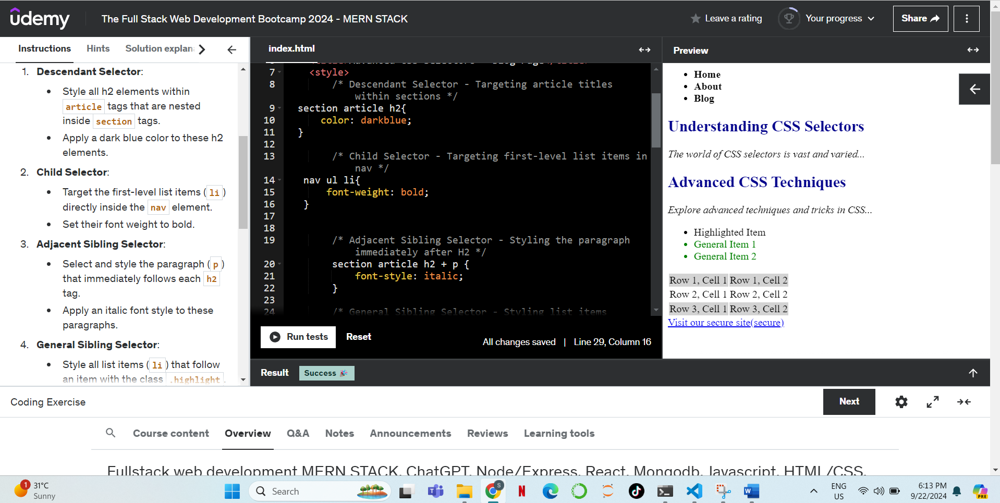 ûdemy
The Full Stack Web Development Bootcamp 2024 - MERN STACK
Leave a rating
Your progress
Share
Instructions
Hints
Solution explan
index.html
Preview
1. Descendant Selector:
Style all h2 elements within
article tags that are nested
inside section tags.
Apply a dark blue color to these h2
elements.
2. Child Selector:
Target the first-level list items (li)
directly inside the nav element.
Set their font weight to bold.
3. Adjacent Sibling Selector:
Select and style the paragraph (p)
that immediately follows each h2
tag.
Apply an italic font style to these
paragraphs.
4. General Sibling Selector:
Style all list items (li) that follow
an item with the class .highlight.
7 <style>
8 /* Descendant Selector - Targeting article titles
within sections */
9 section article h2{
10 color: darkblue;
11 }
12
13 /* Child Selector - Targeting first-level list items in
nav */
14 nav ul li{
15 font-weight: bold;
16 }
17
18
19 /* Adjacent Sibling Selector - Styling the paragraph
immediately after H2 */
20 section article h2 + p {
21 font-style: italic;
22 }
23
24 /* General Sibling Selector - Styling list items
Run tests
Reset
All changes saved | Line 29, Column 16
Home
About
Blog
Understanding CSS Selectors
The world of CSS selectors is vast and varied...
Advanced CSS Techniques
Explore advanced techniques and tricks in CSS...
Highlighted Item
General Item 1
General Item 2
Row 1, Cell 1 Row 1, Cell 2
Row 2, Cell 1 Row 2, Cell 2
Row 3, Cell 1 Row 3, Cell 2
Visit our secure site(secure)
Result
Success
Coding Exercise
Next
Course content
Overview
Q&A
Notes
Announcements
Reviews
Learning tools
Fullstack web development MERN STACK, ChatGPT, Node/Express, React, Mongodb, Javascript, HTML/CSS,
1
31°C
Sunny
Search
S
N
T
W
PRE
ENG
US
6:13 PM
9/22/2024